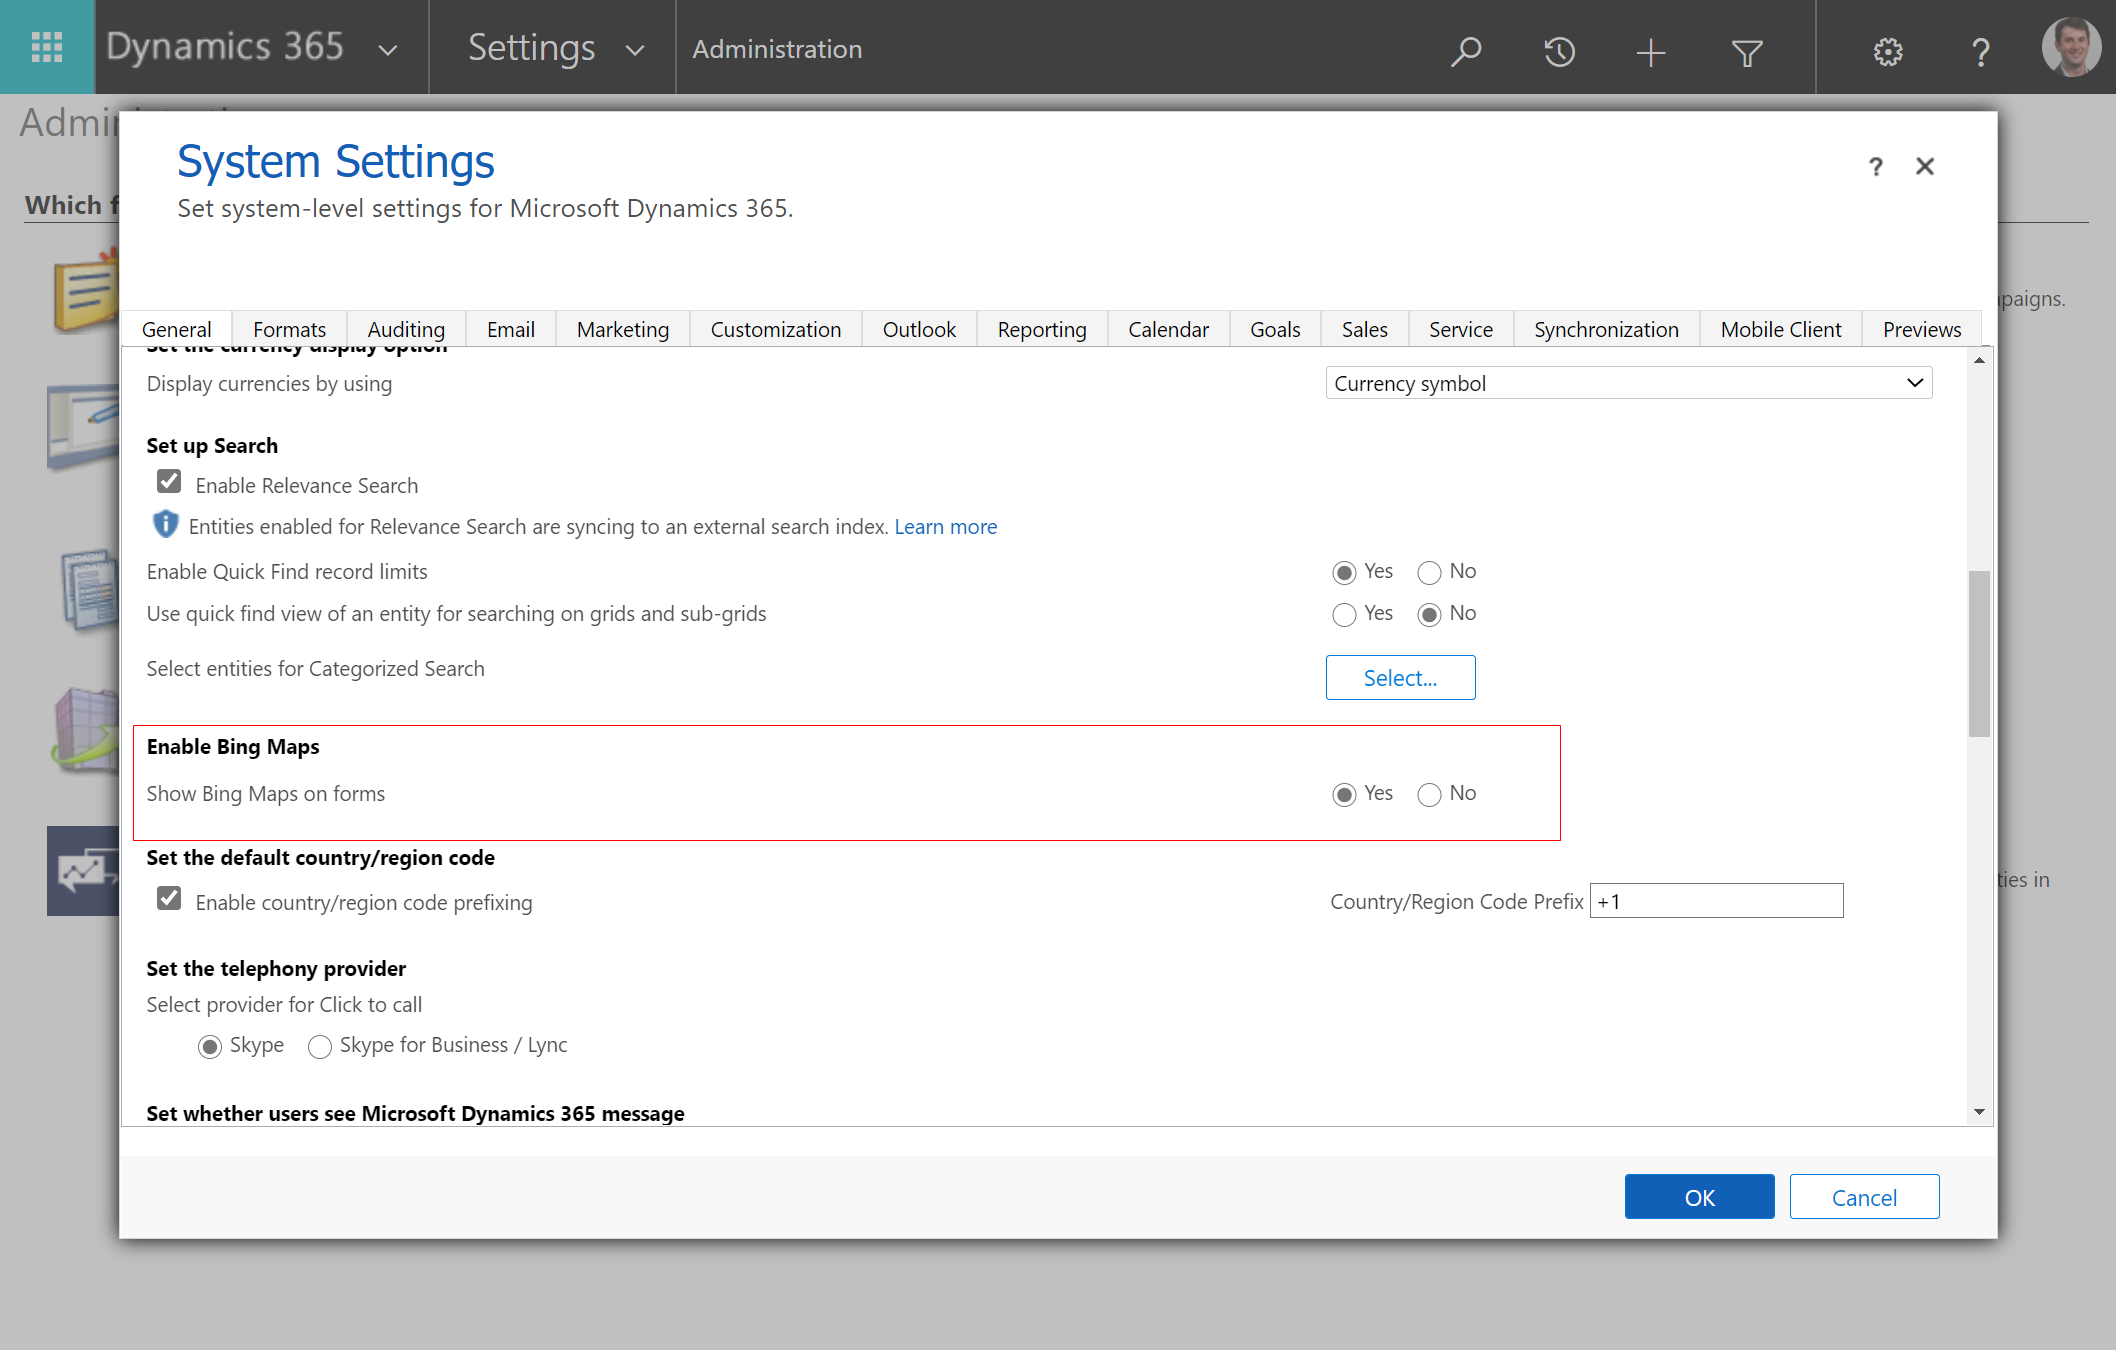 Dynamics 365
Settings
Administration
System Settings
Set system-level settings for Microsoft Dynamics 365.
Which
paigns.
General Formats Auditing Email Marketing Customization Outlook Reporting Calendar Goals Sales Service Synchronization Mobile Client Previews
Set the currency display option
Display currencies by using Currency symbol
Set up Search
Enable Relevance Search
Entities enabled for Relevance Search are syncing to an external search index. Learn more
Enable Quick Find record limits Yes No
Use quick find view of an entity for searching on grids and sub-grids Yes No
Select entities for Categorized Search Select...
Enable Bing Maps
Show Bing Maps on forms Yes No
Set the default country/region code
ties in
Enable country/region code prefixing Country/Region Code Prefix +1
Set the telephony provider
Select provider for Click to call
Skype Skype for Business / Lync
Set whether users see Microsoft Dynamics 365 message
OK Cancel